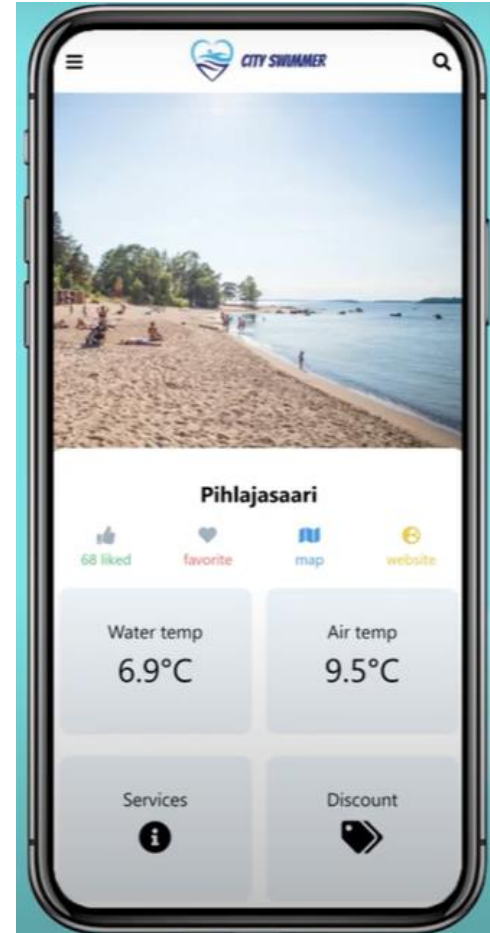 CITY SWIMMER
Pihlajasaari
68 liked
favorite
map
website
Water temp
6.9°C
Air temp
9.5°C
Services
Discount